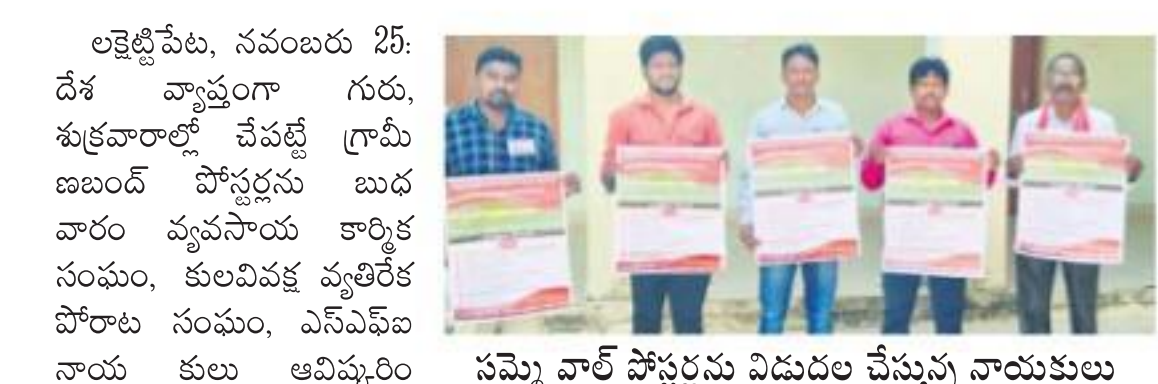 లక్షెట్టిపేట, నవంబరు 25:
దేశ వ్యాప్తంగా గురు,
శుక్రవారాల్లో చేపట్టే గ్రామీ
ణబంద్ పోస్టర్లను బుధ
వారం వ్యవసాయ కార్మిక
సంఘం, కులవివక్ష వ్యతిరేక
పోరాట సంఘం, ఎస్ఎఫ్ఐ
నాయ కులు ఆవిష్కరిం
సమ్మె వాల్ పోస్టర్లను విడుదల చేస్తున్న నాయకులు